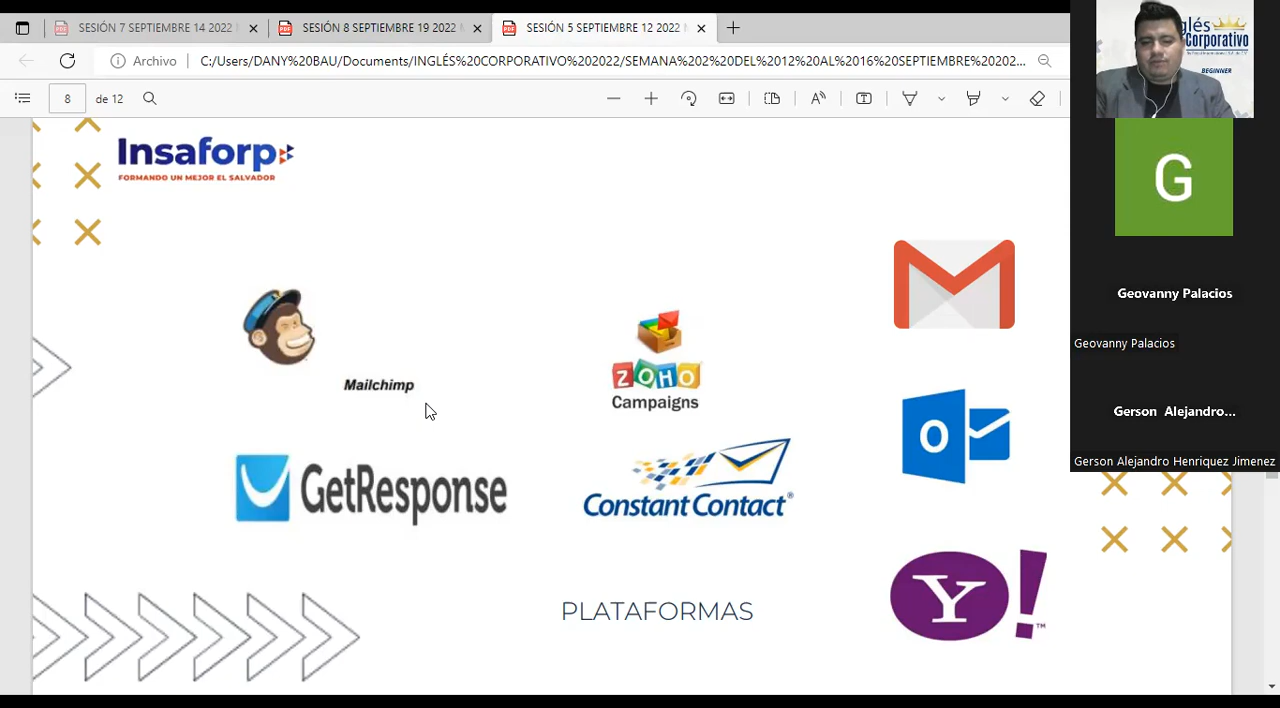 SESIÓN 7 SEPTIEMBRE 14 2022
SESIÓN 8 SEPTIEMBRE 19 2022
SESIÓN 5 SEPTIEMBRE 12 2022
Archivo
C:/Users/DANY%20BAU/Documents/INGLÉS%20CORPORATIVO%202022/SEMANA%202%20DEL%2012%20AL%2016%20SEPTIEMBRE%20202...
8 de 12
Insaforp
FORMANDO UN MEJOR EL SALVADOR
Mailchimp
ZOHO
Campaigns
GetResponse
Constant Contact®
O
Y!™
PLATAFORMAS
glés
Corporativo
BEGINNER
G
Geovanny Palacios
Geovanny Palacios
Gerson Alejandro...
Gerson Alejandro Henriquez Jimenez